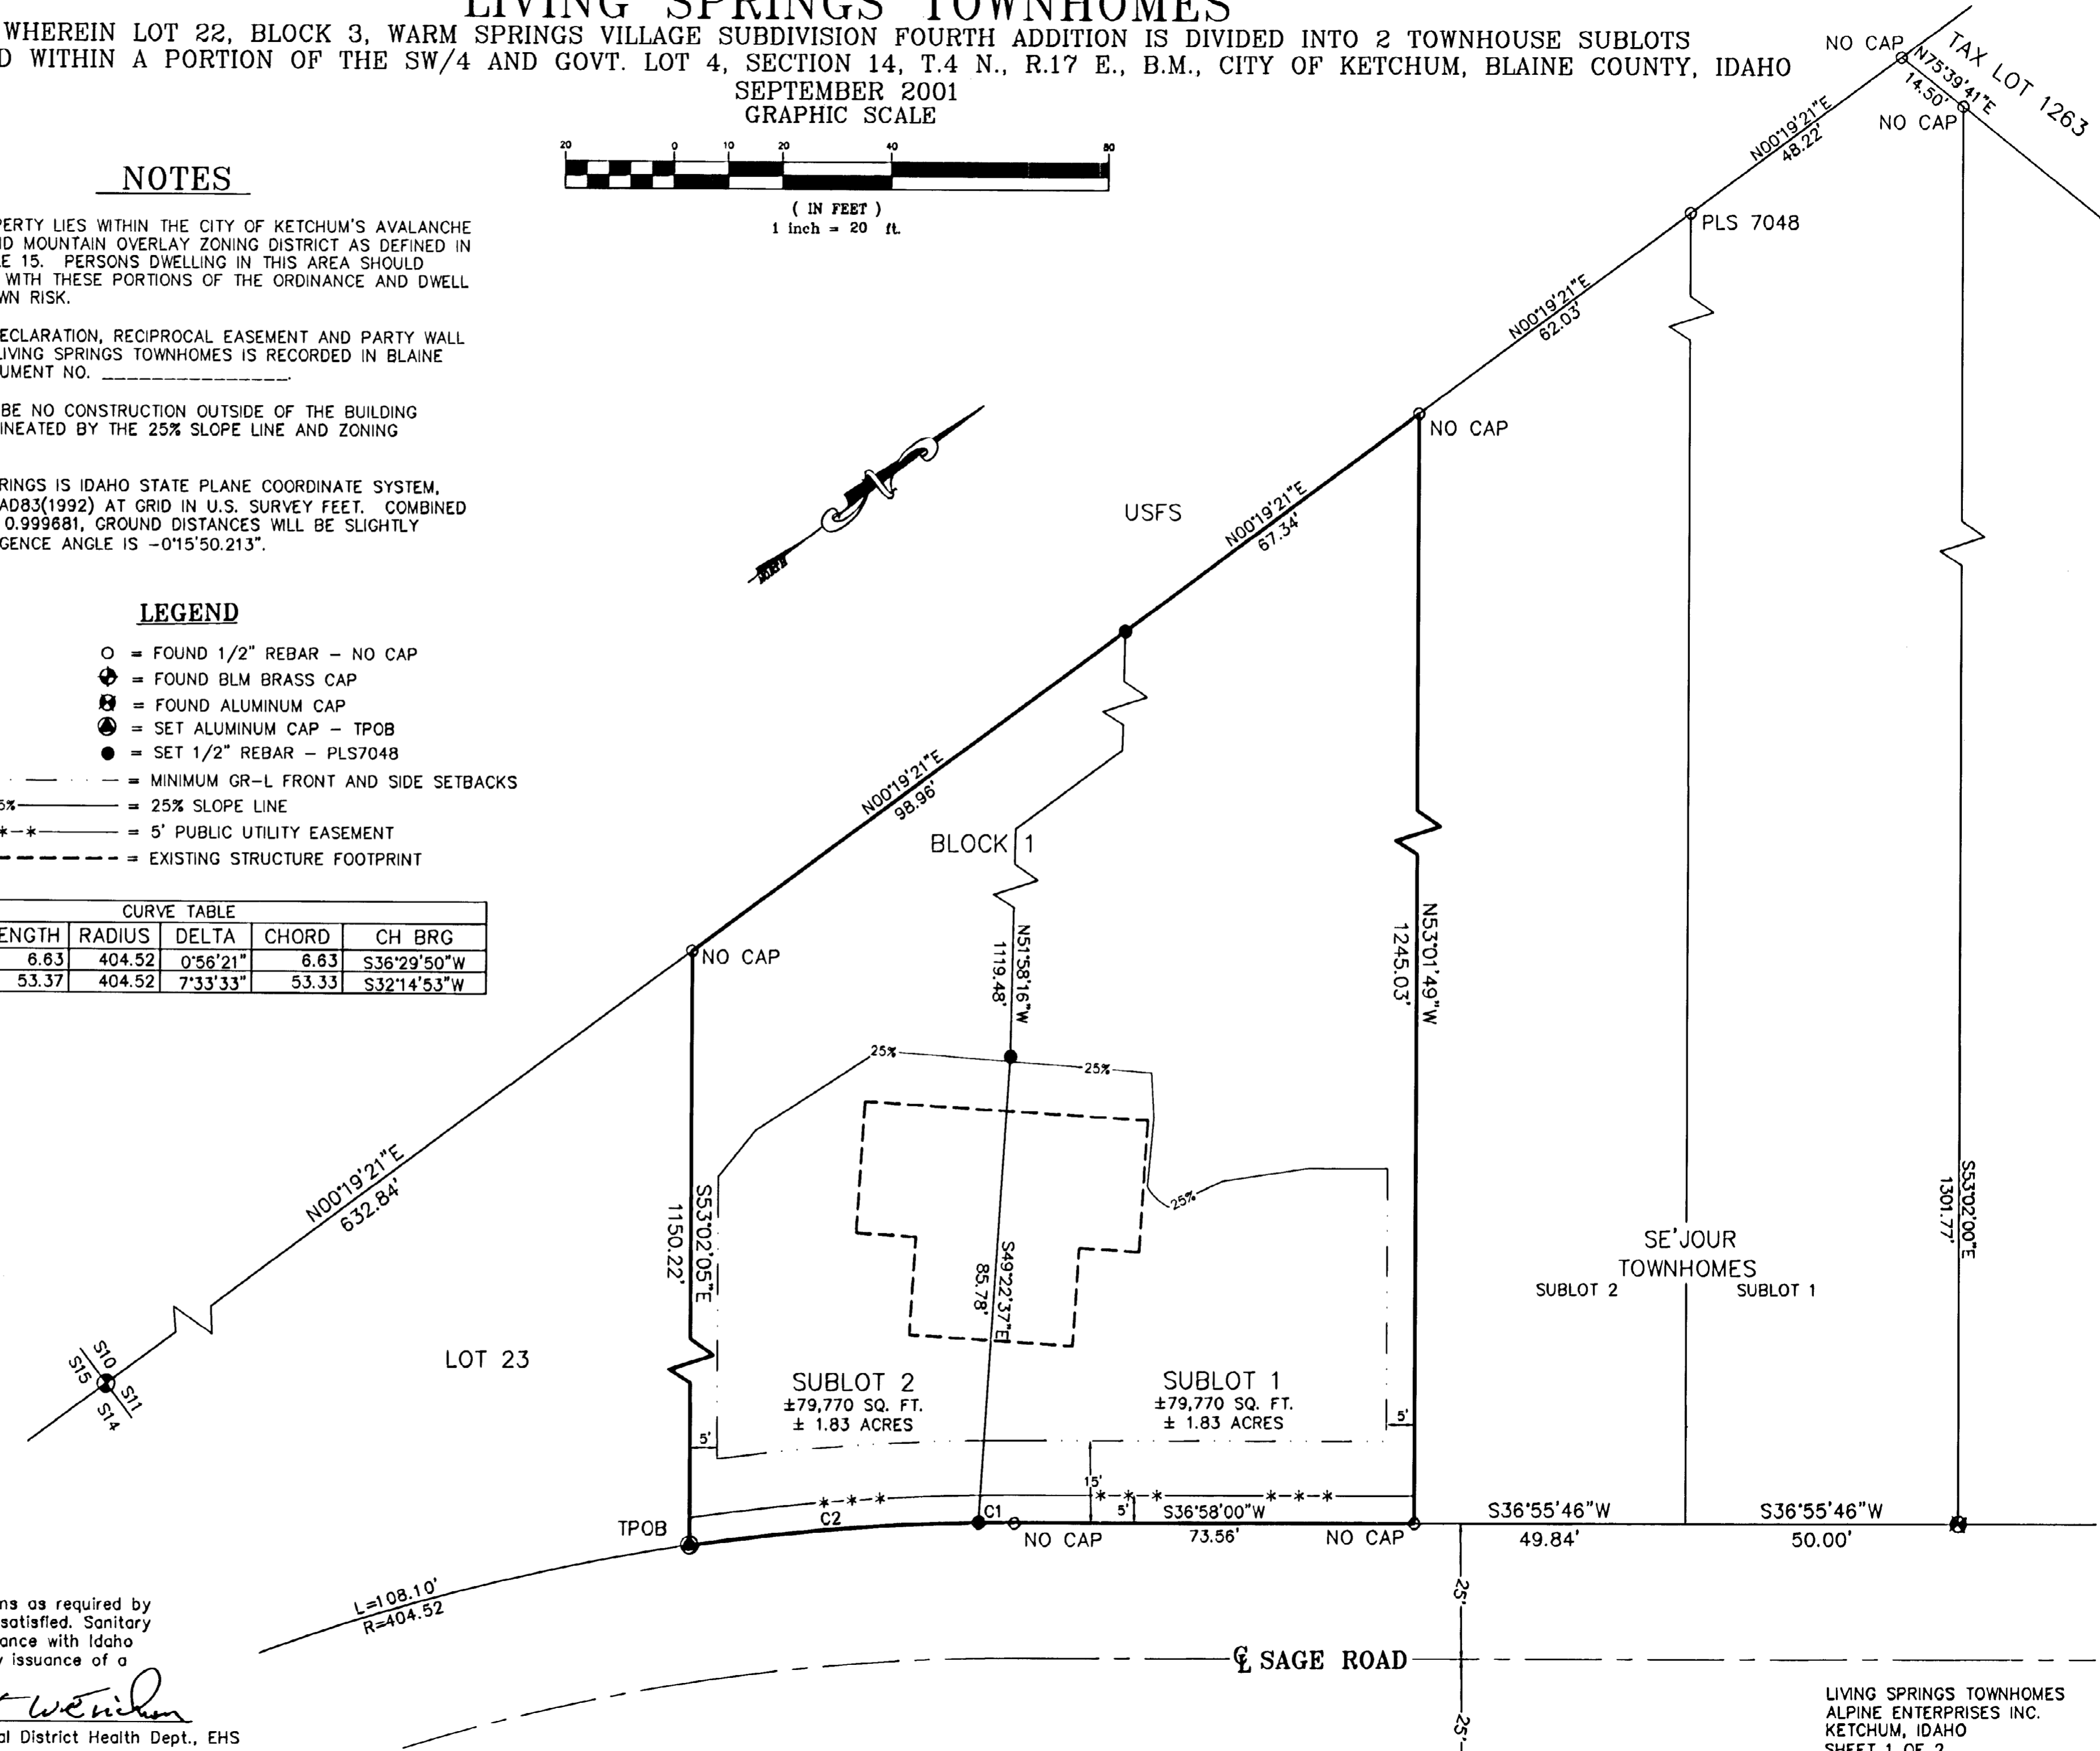 LIVING SPRINGS TOWNHOMES
WHEREIN LOT 22, BLOCK 3, WARM SPRINGS VILLAGE SUBDIVISION FOURTH ADDITION IS DIVIDED INTO 2 TOWNHOUSE SUBLOTS
D WITHIN A PORTION OF THE SW/4 AND GOVT. LOT 4, SECTION 14, T.4 N., R.17 E., B.M., CITY OF KETCHUM, BLAINE COUNTY, IDAHO
SEPTEMBER 2001
GRAPHIC SCALE
20 0 10 20 40 80
( IN FEET )
1 inch = 20 ft.
NOTES
PERTY LIES WITHIN THE CITY OF KETCHUM'S AVALANCHE
ND MOUNTAIN OVERLAY ZONING DISTRICT AS DEFINED IN
LE 15. PERSONS DWELLING IN THIS AREA SHOULD
WITH THESE PORTIONS OF THE ORDINANCE AND DWELL
WN RISK.
ECLARATION, RECIPROCAL EASEMENT AND PARTY WALL
LIVING SPRINGS TOWNHOMES IS RECORDED IN BLAINE
UMENT NO. __________________.
BE NO CONSTRUCTION OUTSIDE OF THE BUILDING
INEATED BY THE 25% SLOPE LINE AND ZONING
RINGS IS IDAHO STATE PLANE COORDINATE SYSTEM,
AD83(1992) AT GRID IN U.S. SURVEY FEET. COMBINED
0.999681, GROUND DISTANCES WILL BE SLIGHTLY
GENCE ANGLE IS -0°15'50.213".
LEGEND
= FOUND 1/2" REBAR - NO CAP
= FOUND BLM BRASS CAP
= FOUND ALUMINUM CAP
= SET ALUMINUM CAP - TPOB
= SET 1/2" REBAR - PLS7048
= MINIMUM GR-L FRONT AND SIDE SETBACKS
5% = 25% SLOPE LINE
*-* = 5' PUBLIC UTILITY EASEMENT
= EXISTING STRUCTURE FOOTPRINT
CURVE TABLE
ENGTH RADIUS DELTA CHORD CH BRG
6.63 404.52 0°56'21" 6.63 S36°29'50"W
53.37 404.52 7°33'33" 53.33 S32°14'53"W
NO CAP
TAX LOT 1263
N75°39'41"E
14.50'
NO CAP
N00°19'21"E
48.22'
PLS 7048
N00°19'21"E
62.03'
NO CAP
NORTH
USFS
N00°19'21"E
67.34'
N00°19'21"E
98.96'
BLOCK 1
NO CAP
N51°58'16"W
1119.48'
N53°01'49"W
1245.03'
25%
25%
25%
N00°19'21"E
632.84'
S53°02'05"E
1150.22'
S49°22'37"E
85.78'
S53°02'00"E
1301.77'
SE'JOUR
TOWNHOMES
SUBLOT 2 SUBLOT 1
S10
S15
S11
S14
LOT 23
SUBLOT 2
±79,770 SQ. FT.
± 1.83 ACRES
SUBLOT 1
±79,770 SQ. FT.
± 1.83 ACRES
5'
5'
15'
*-*-*
*-*-*
*-*-*
5'
TPOB
C2
C1
NO CAP
S36°58'00"W
73.56'
NO CAP
S36°55'46"W
49.84'
S36°55'46"W
50.00'
L=108.10'
R=404.52
25'
℄ SAGE ROAD
25'
ns as required by
satisfied. Sanitary
ance with Idaho
y issuance of a
al District Health Dept., EHS
LIVING SPRINGS TOWNHOMES
ALPINE ENTERPRISES INC.
KETCHUM, IDAHO
SHEET 1 OF 2